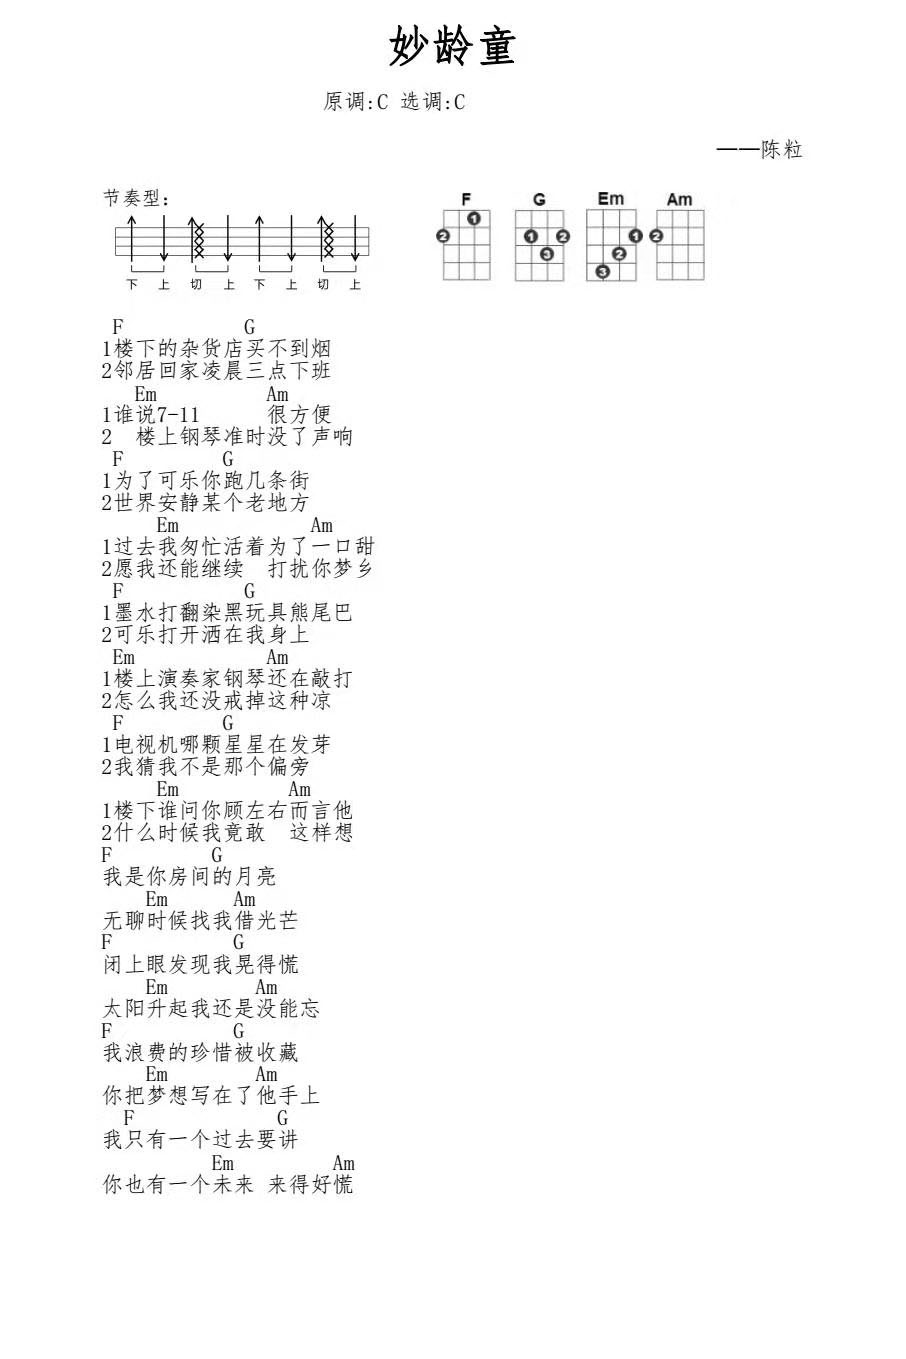 妙龄童
原调:C 选调:C
——陈粒
节奏型:
F G Em Am
1
2
1 2
3
1
2
3
2
下 上 切 上 下 上 切 上
F G
1楼下的杂货店买不到烟
2邻居回家凌晨三点下班
Em Am
1谁说7-11 很方便
2 楼上钢琴准时没了声响
F G
1为了可乐你跑几条街
2世界安静某个老地方
Em Am
1过去我匆忙活着为了一口甜
2愿我还能继续 打扰你梦乡
F G
1墨水打翻染黑玩具熊尾巴
2可乐打开洒在我身上
Em Am
1楼上演奏家钢琴还在敲打
2怎么我还没戒掉这种凉
F G
1电视机哪颗星星在发芽
2我猜我不是那个偏旁
Em Am
1楼下谁问你顾左右而言他
2什么时候我竟敢 这样想
F G
我是你房间的月亮
Em Am
无聊时候找我借光芒
F G
闭上眼发现我晃得慌
Em Am
太阳升起我还是没能忘
F G
我浪费的珍惜被收藏
Em Am
你把梦想写在了他手上
F G
我只有一个过去要讲
Em Am
你也有一个未来 来得好慌